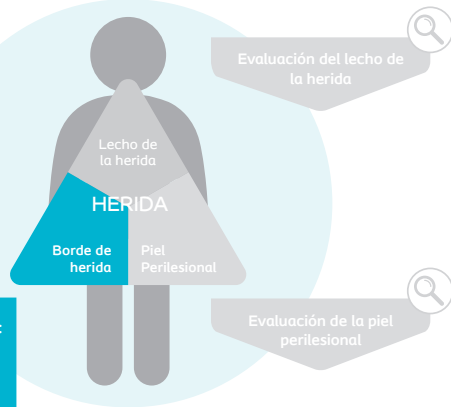 Evaluación del lecho de
la herida
Lecho de
la herida
HERIDA
Borde de
herida
Piel
Perilesional
Evaluación de la piel
perilesional